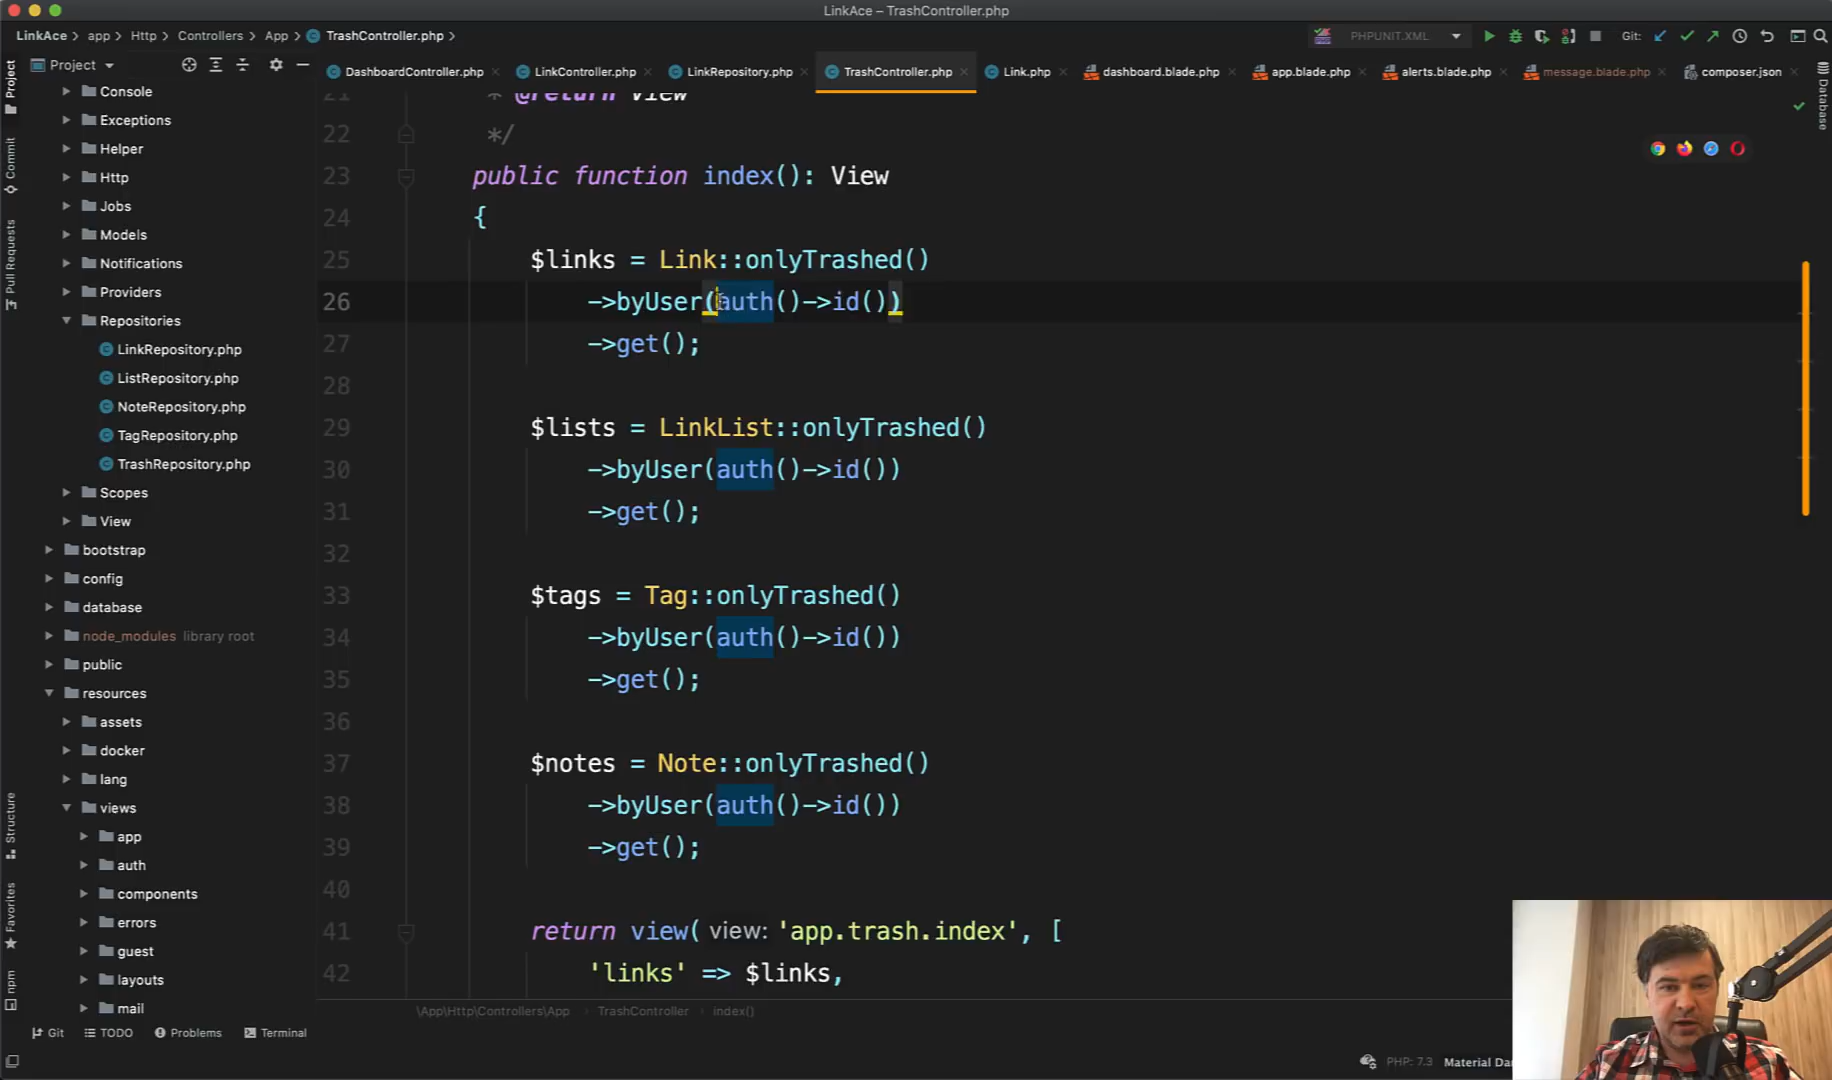 LinkAce – TrashController.php
LinkAce app Http Controllers App TrashController.php
PHPUNIT.XML Git:
Project
DashboardController.php LinkController.php LinkRepository.php TrashController.php Link.php dashboard.blade.php app.blade.php alerts.blade.php message.blade.php composer.json
Project
Commit
Pull Requests
Structure
Favorites
npm
Database
Console
Exceptions
Helper
Http
Jobs
Models
Notifications
Providers
Repositories
LinkRepository.php
ListRepository.php
NoteRepository.php
TagRepository.php
TrashRepository.php
Scopes
View
bootstrap
config
database
node_modules library root
public
resources
assets
docker
lang
views
app
auth
components
errors
guest
layouts
mail
21 * @return View
22 */
23 public function index(): View
24 {
25 $links = Link::onlyTrashed()
26 ->byUser(auth()->id())
27 ->get();
28
29 $lists = LinkList::onlyTrashed()
30 ->byUser(auth()->id())
31 ->get();
32
33 $tags = Tag::onlyTrashed()
34 ->byUser(auth()->id())
35 ->get();
36
37 $notes = Note::onlyTrashed()
38 ->byUser(auth()->id())
39 ->get();
40
41 return view( view: 'app.trash.index', [
42 'links' => $links,
\App\Http\Controllers\App TrashController index()
Git TODO Problems Terminal
PHP: 7.3 Material